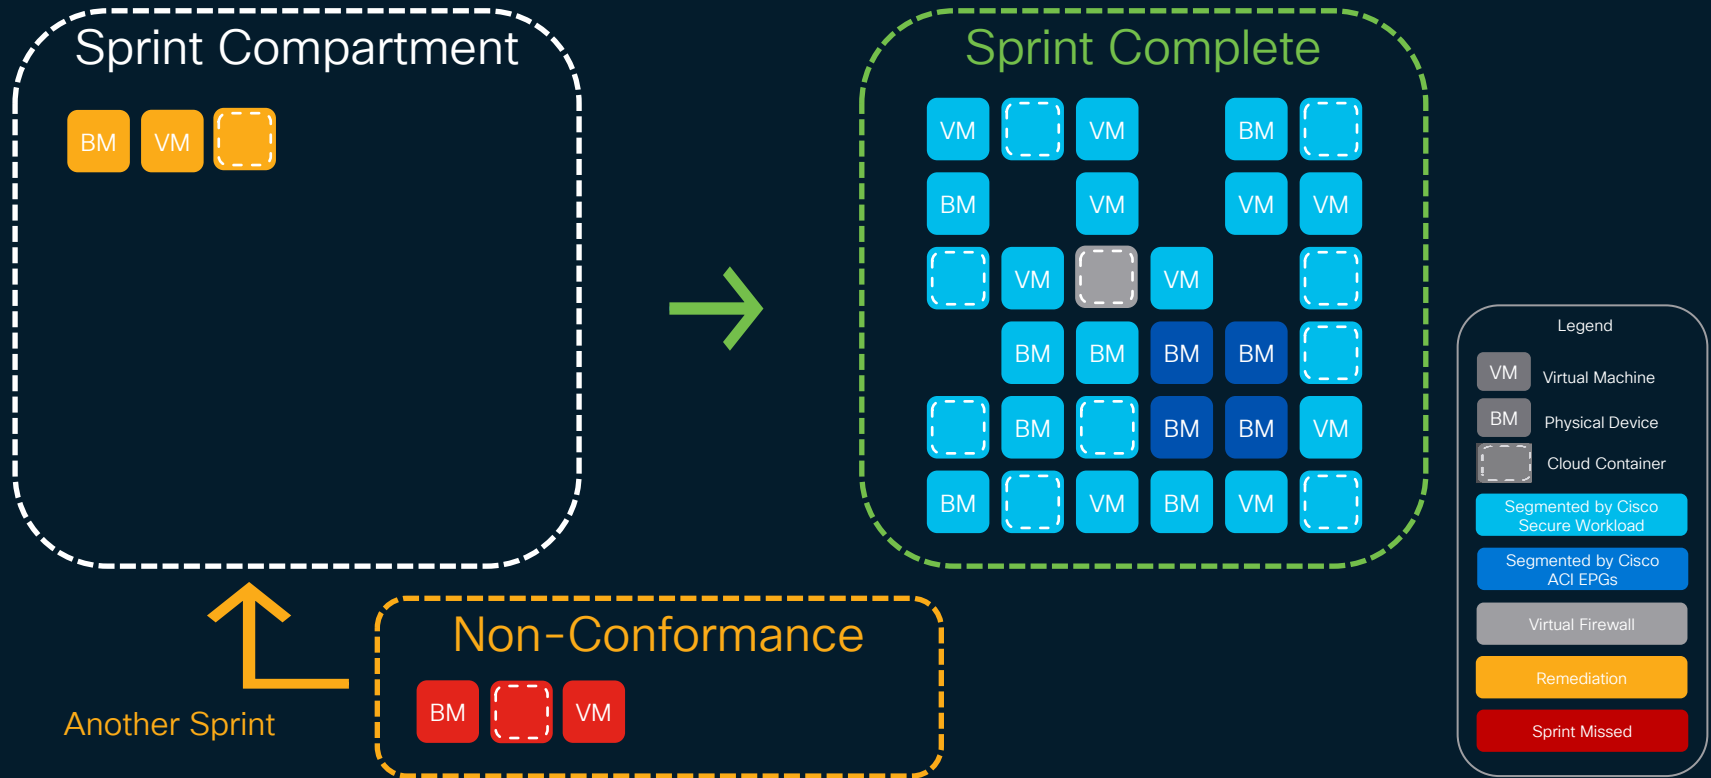 Sprint Compartment
BM VM
Sprint Complete
VM VM BM
BM VM VM VM
VM VM
BM BM BM BM
BM BM BM VM
BM VM BM VM
Another Sprint
Non-Conformance
BM VM
Legend
VM Virtual Machine
BM Physical Device
Cloud Container
Segmented by Cisco
Secure Workload
Segmented by Cisco
ACI EPGs
Virtual Firewall
Remediation
Sprint Missed